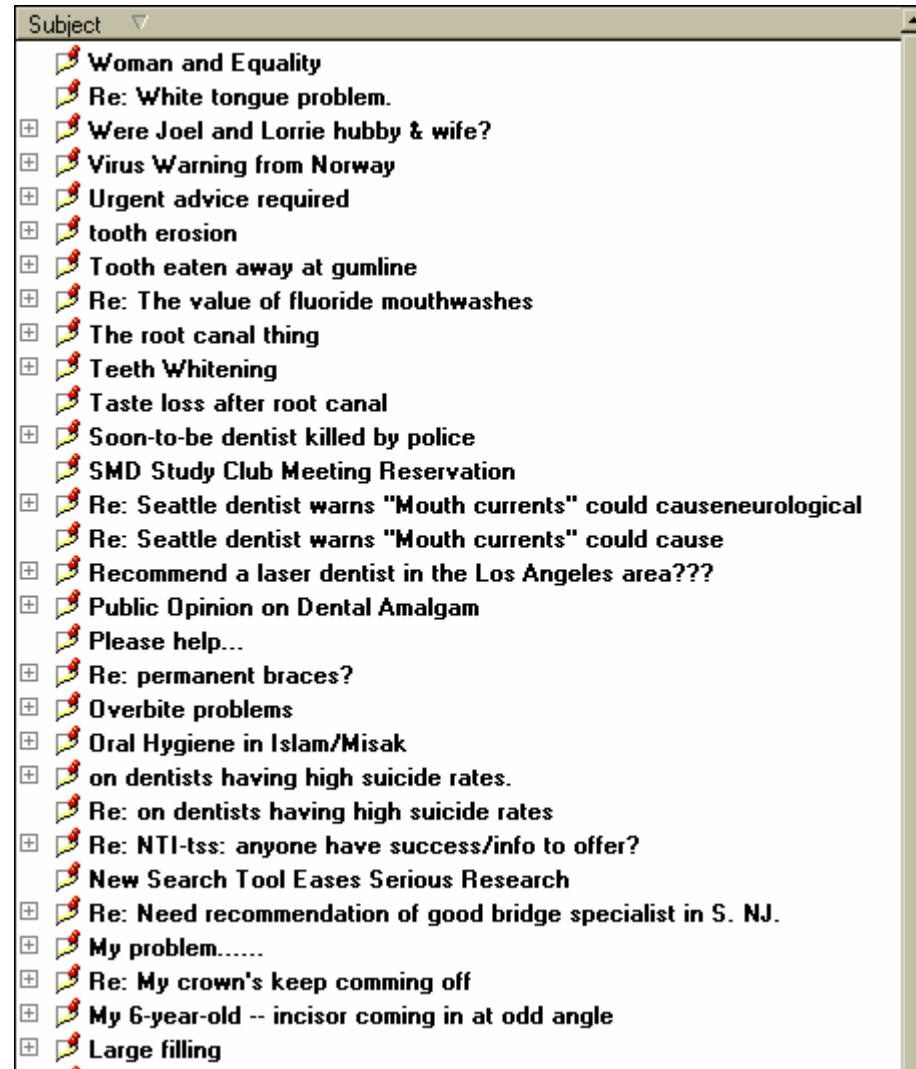 Subject
Woman and Equality
Re: White tongue problem.
Were Joel and Lorrie hubby & wife?
Virus Warning from Norway
Urgent advice required
tooth erosion
Tooth eaten away at gumline
Re: The value of fluoride mouthwashes
The root canal thing
Teeth Whitening
Taste loss after root canal
Soon-to-be dentist killed by police
SMD Study Club Meeting Reservation
Re: Seattle dentist warns "Mouth currents" could causeneurological
Re: Seattle dentist warns "Mouth currents" could cause
Recommend a laser dentist in the Los Angeles area???
Public Opinion on Dental Amalgam
Please help...
Re: permanent braces?
Overbite problems
Oral Hygiene in Islam/Misak
on dentists having high suicide rates.
Re: on dentists having high suicide rates
Re: NTI-tss: anyone have success/info to offer?
New Search Tool Eases Serious Research
Re: Need recommendation of good bridge specialist in S. NJ.
My problem......
Re: My crown's keep comming off
My 6-year-old -- incisor coming in at odd angle
Large filling